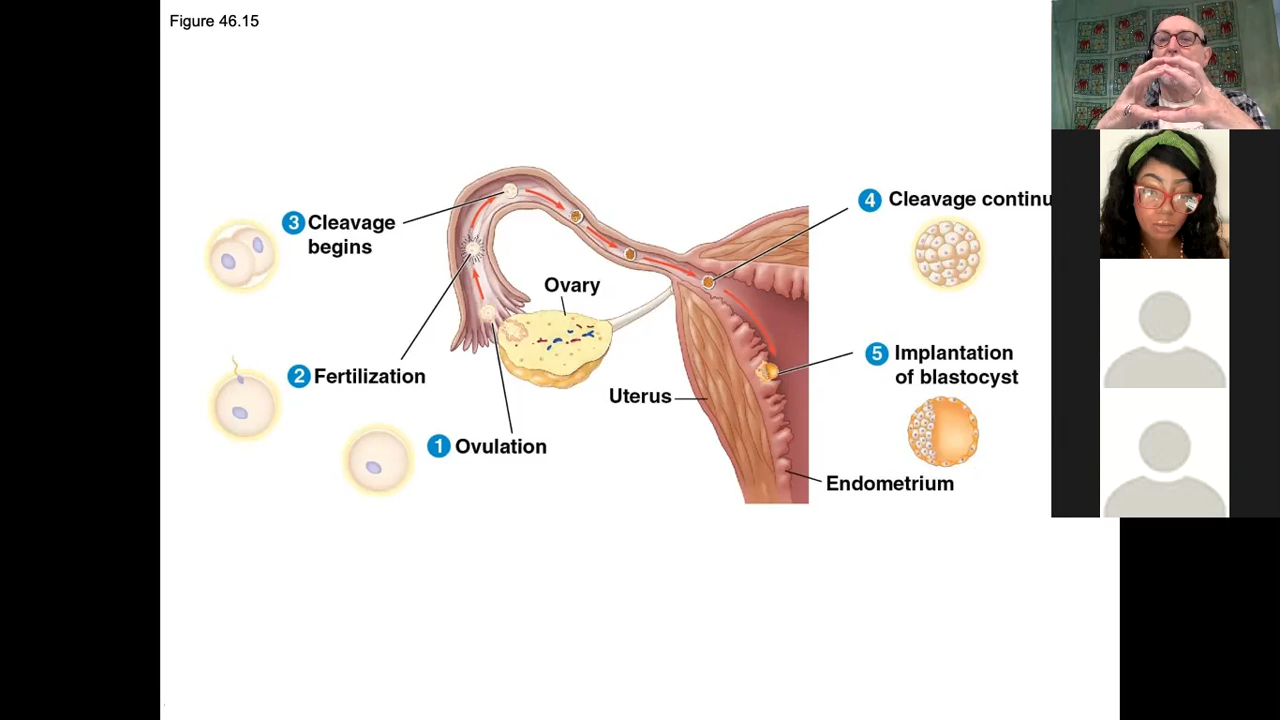 Figure 46.15
3 Cleavage
begins
4 Cleavage continu
Ovary
2 Fertilization
5 Implantation
of blastocyst
Uterus
1 Ovulation
Endometrium